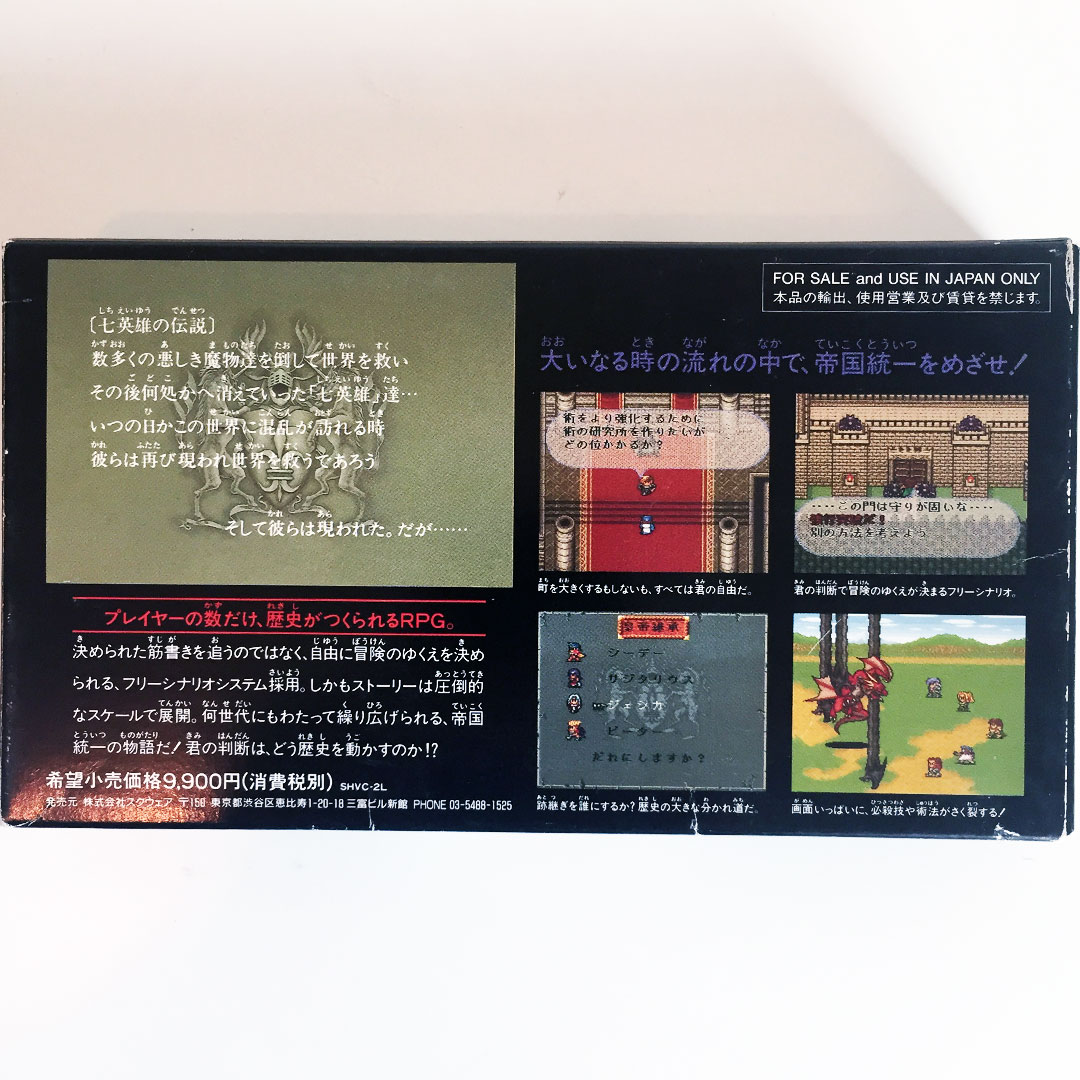 〔七英雄の伝説〕
数多くの悪しき魔物達を倒して世界を救い
その後何処かへ消えていった「七英雄」達…
いつの日かこの世界に混乱が訪れる時
彼らは再び現われ世界を救うであろう
そして彼らは現われた。だが……
プレイヤーの数だけ、歴史がつくられるRPG。
決められた筋書きを追うのではなく、自由に冒険のゆくえを決め
られる、フリーシナリオシステム採用。しかもストーリーは圧倒的
なスケールで展開。何世代にもわたって繰り広げられる、帝国
統一の物語だ！君の判断は、どう歴史を動かすのか!?
希望小売価格9,900円(消費税別) SHVC-2L
発売元 株式会社スクウェア 〒150 東京都渋谷区恵比寿1-20-18 三富ビル新館 PHONE 03-5488-1525
FOR SALE and USE IN JAPAN ONLY
本品の輸出、使用営業及び賃貸を禁じます。
大いなる時の流れの中で、帝国統一をめざせ！
術をより強化するために
術の研究所を作りたいが
どの位かかるか？
町を大きくするもしないも、すべては君の自由だ。
‥‥この門は守りが固いな‥‥
強行突破だ！
別の方法を考えよう
君の判断で冒険のゆくえが決まるフリーシナリオ。
皇帝継承
シーデー
サジタリウス
ジェシカ
ピーター
だれにしますか？
跡継ぎを誰にするか？歴史の大きな分かれ道だ。
画面いっぱいに、必殺技や術法がさく裂する！